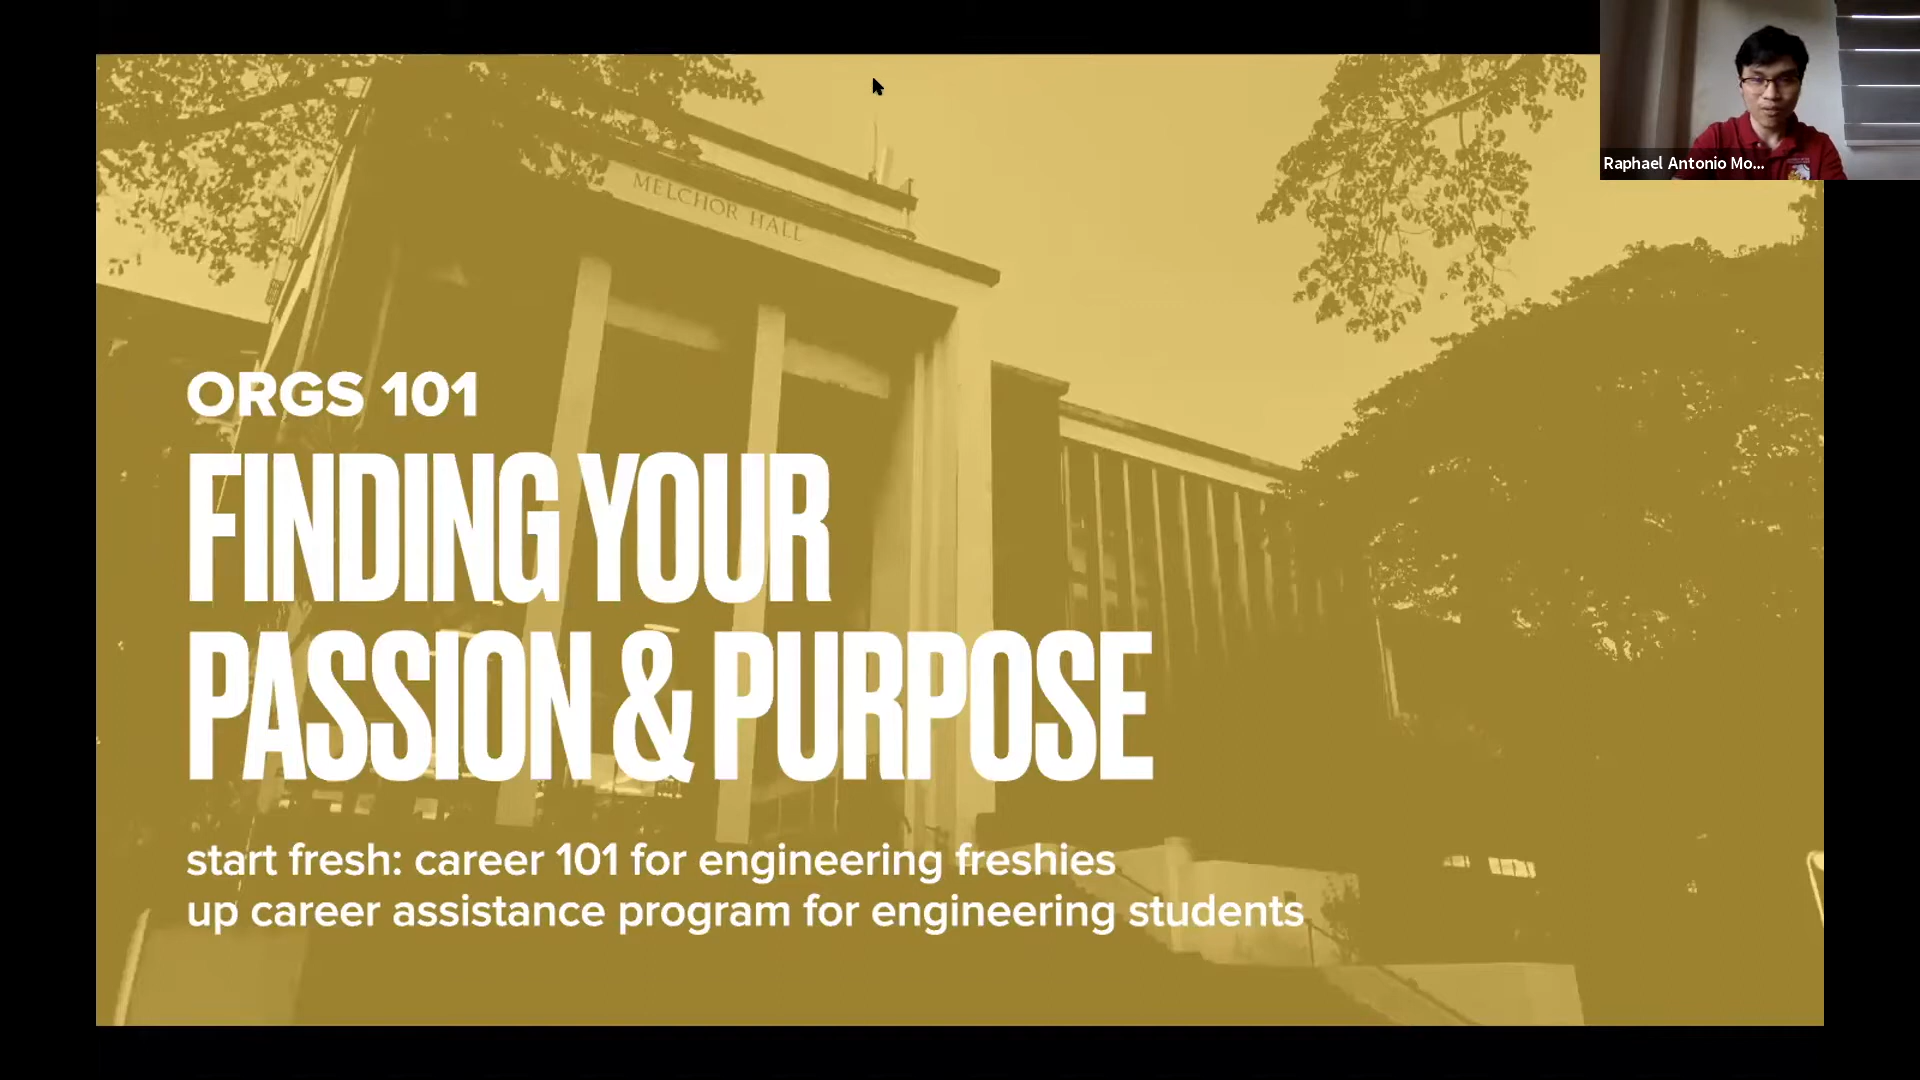 Raphael Antonio Mo...
MELCHOR HALL
ORGS 101
FINDING YOUR
PASSION & PURPOSE
start fresh: career 101 for engineering freshies
up career assistance program for engineering students